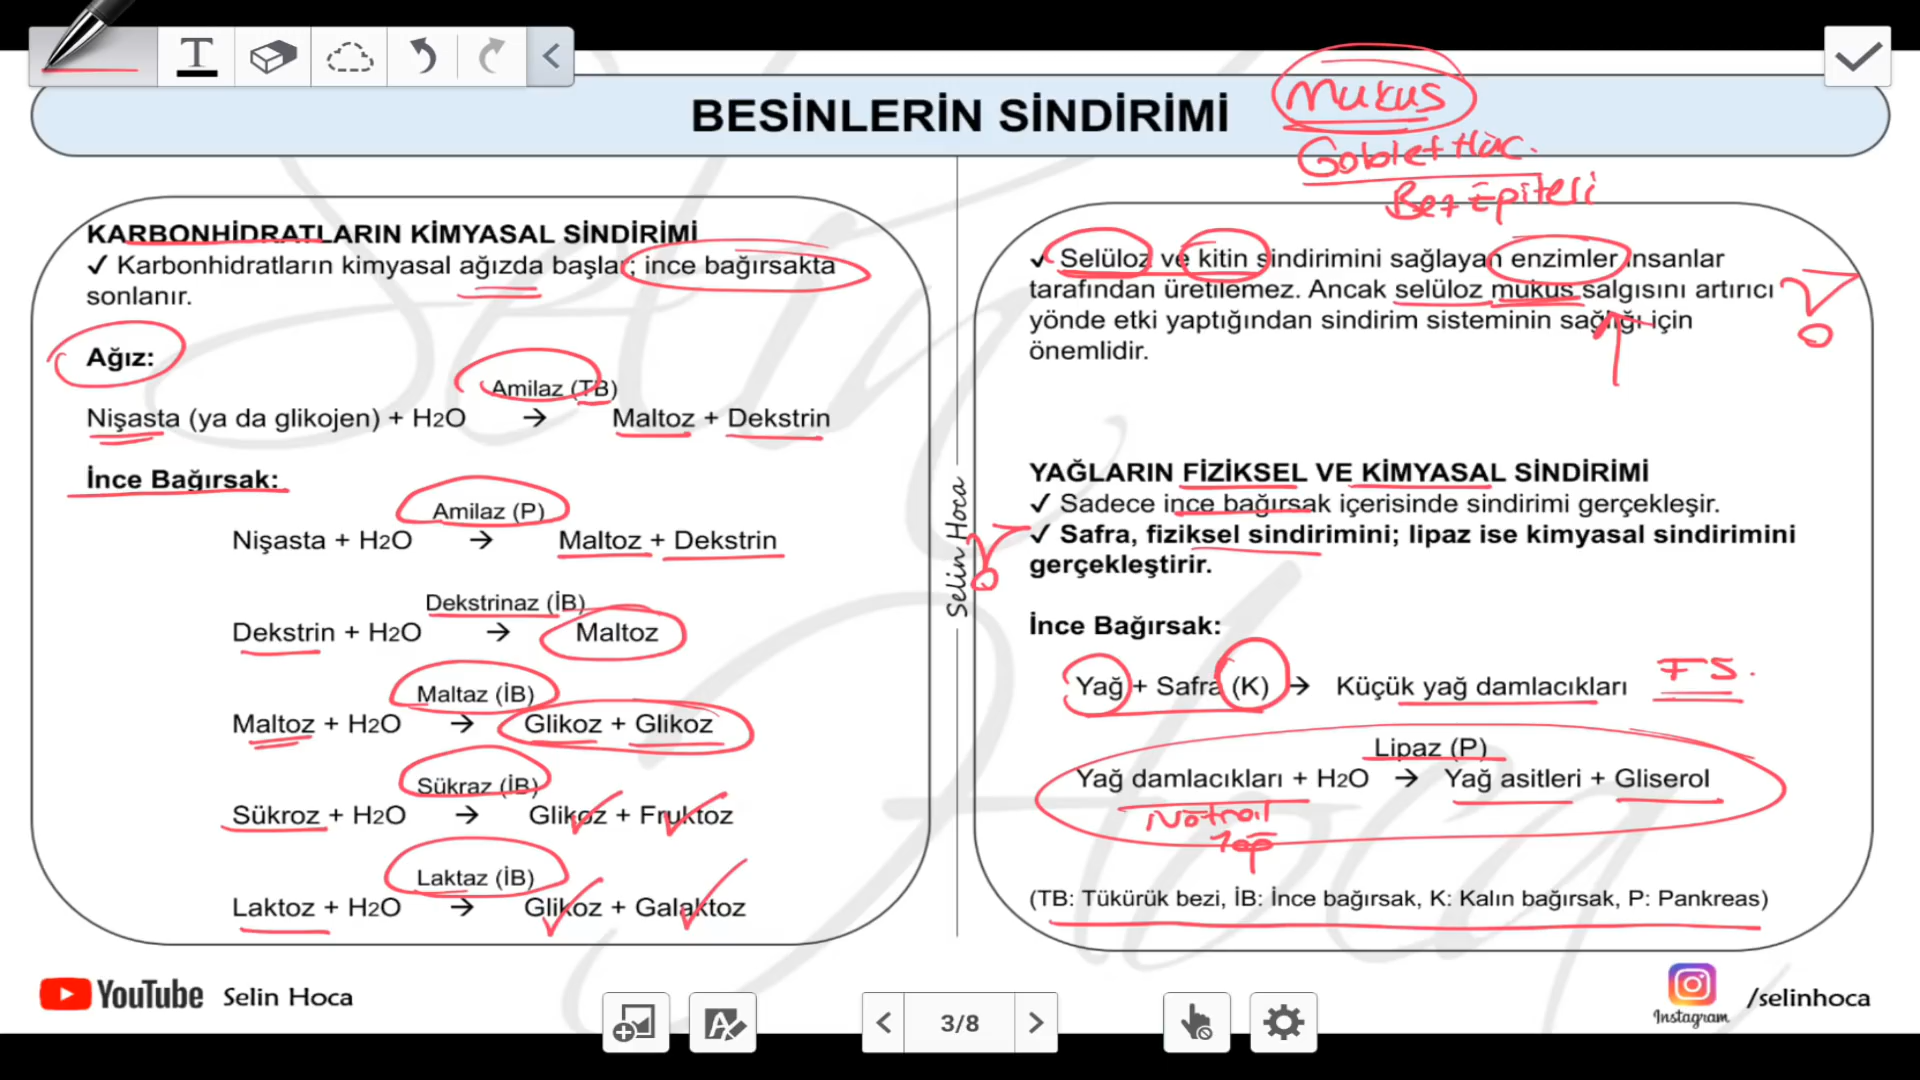 BESİNLERİN SİNDİRİMİ
Mukus
Goblet Hüc.
Bez Epiteli
KARBONHİDRATLARIN KİMYASAL SİNDİRİMİ
✓ Karbonhidratların kimyasal ağızda başlar; ince bağırsakta
sonlanır.
Ağız:
Amilaz (TB)
Nişasta (ya da glikojen) + H2O → Maltoz + Dekstrin
İnce Bağırsak:
Amilaz (P)
Nişasta + H2O → Maltoz + Dekstrin
Dekstrinaz (İB)
Dekstrin + H2O → Maltoz
Maltaz (İB)
Maltoz + H2O → Glikoz + Glikoz
Sükraz (İB)
Sükroz + H2O → Glikoz + Fruktoz
Laktaz (İB)
Laktoz + H2O → Glikoz + Galaktoz
Selin Hoca
✓ Selüloz ve kitin sindirimini sağlayan enzimler insanlar
tarafından üretilemez. Ancak selüloz mukus salgısını artırıcı
yönde etki yaptığından sindirim sisteminin sağlığı için
önemlidir.
YAĞLARIN FİZİKSEL VE KİMYASAL SİNDİRİMİ
✓ Sadece ince bağırsak içerisinde sindirimi gerçekleşir.
✓ Safra, fiziksel sindirimini; lipaz ise kimyasal sindirimini
gerçekleştirir.
İnce Bağırsak:
Yağ + Safra (K) → Küçük yağ damlacıkları
FS.
Lipaz (P)
Yağ damlacıkları + H2O → Yağ asitleri + Gliserol
Nötral
(TB: Tükürük bezi, İB: İnce bağırsak, K: Kalın bağırsak, P: Pankreas)
YouTube Selin Hoca
3/8
Instagram /selinhoca
Selin Hoca